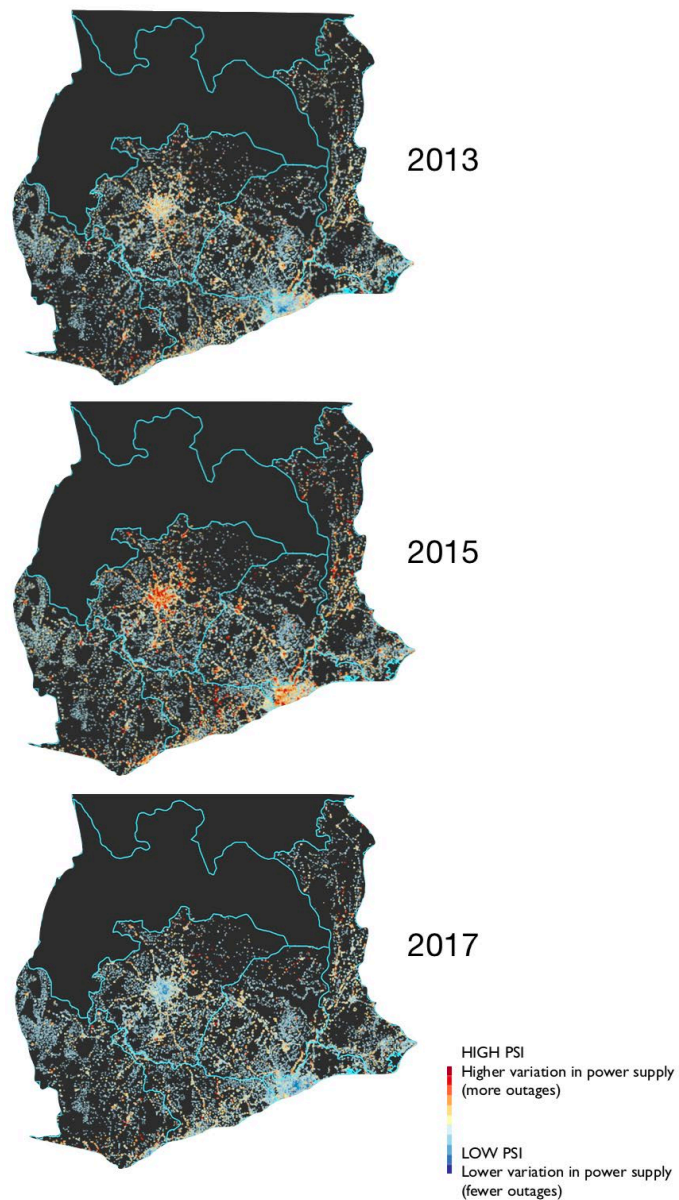 2013
2015
2017
HIGH PSI
Higher variation in power supply
(more outages)
LOW PSI
Lower variation in power supply
(fewer outages)